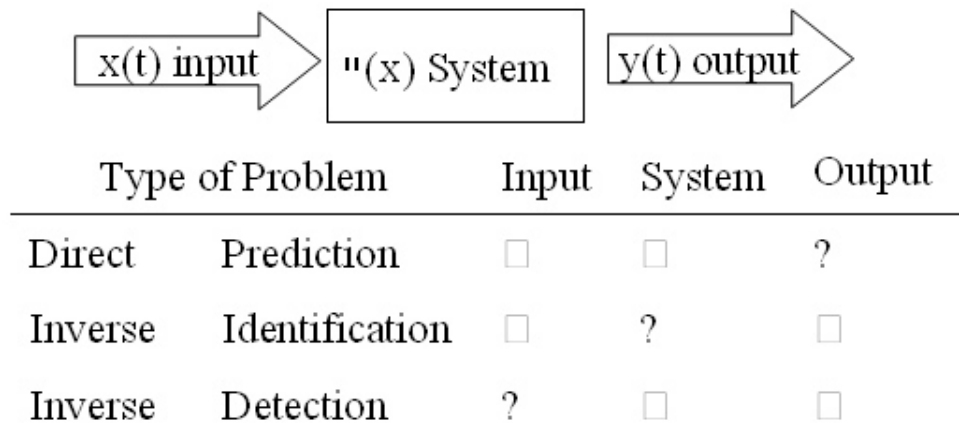 x(t) input "(x) System y(t) output
Type of Problem Input System Output
Direct Prediction □ □ ?
Inverse Identification □ ? □
Inverse Detection ? □ □